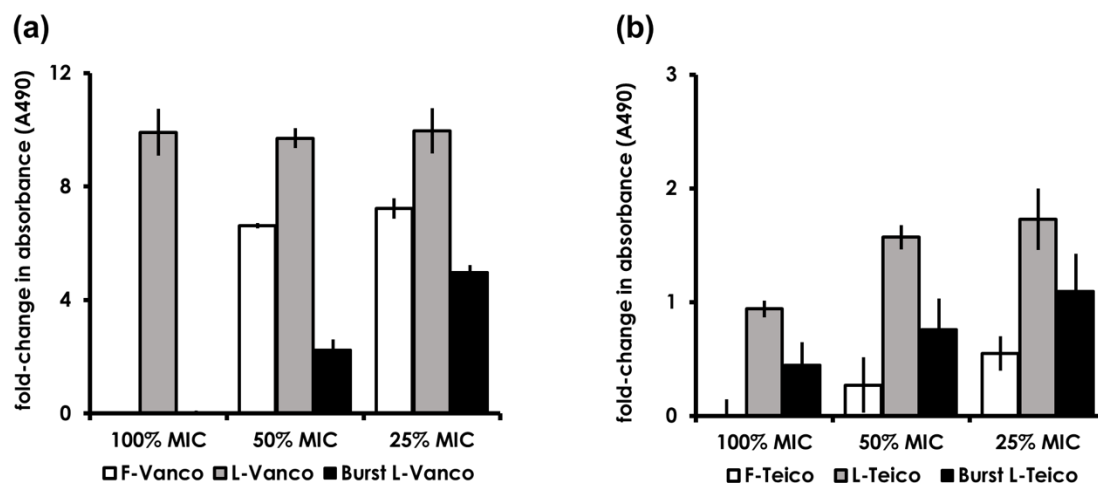 (a)
fold-change in absorbance (A490)
12
8
4
0
100% MIC 50% MIC 25% MIC
F-Vanco L-Vanco Burst L-Vanco
(b)
fold-change in absorbance (A490)
3
2
1
0
100% MIC 50% MIC 25% MIC
F-Teico L-Teico Burst L-Teico